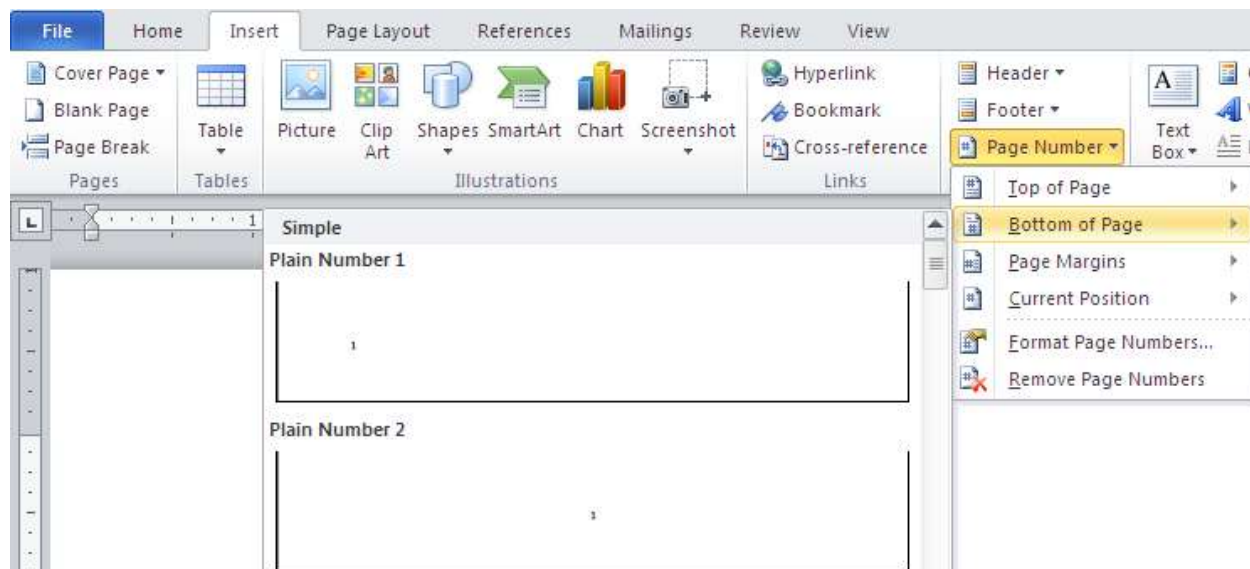 File Home Insert Page Layout References Mailings Review View
Cover Page
Blank Page
Page Break
Pages
Table
Tables
Picture
Clip
Art
Shapes
SmartArt
Chart
Screenshot
Illustrations
Hyperlink
Bookmark
Cross-reference
Links
Header
Footer
Page Number
A
Text
Box
Top of Page
Bottom of Page
Page Margins
Current Position
Format Page Numbers...
Remove Page Numbers
L
1
Simple
Plain Number 1
1
Plain Number 2